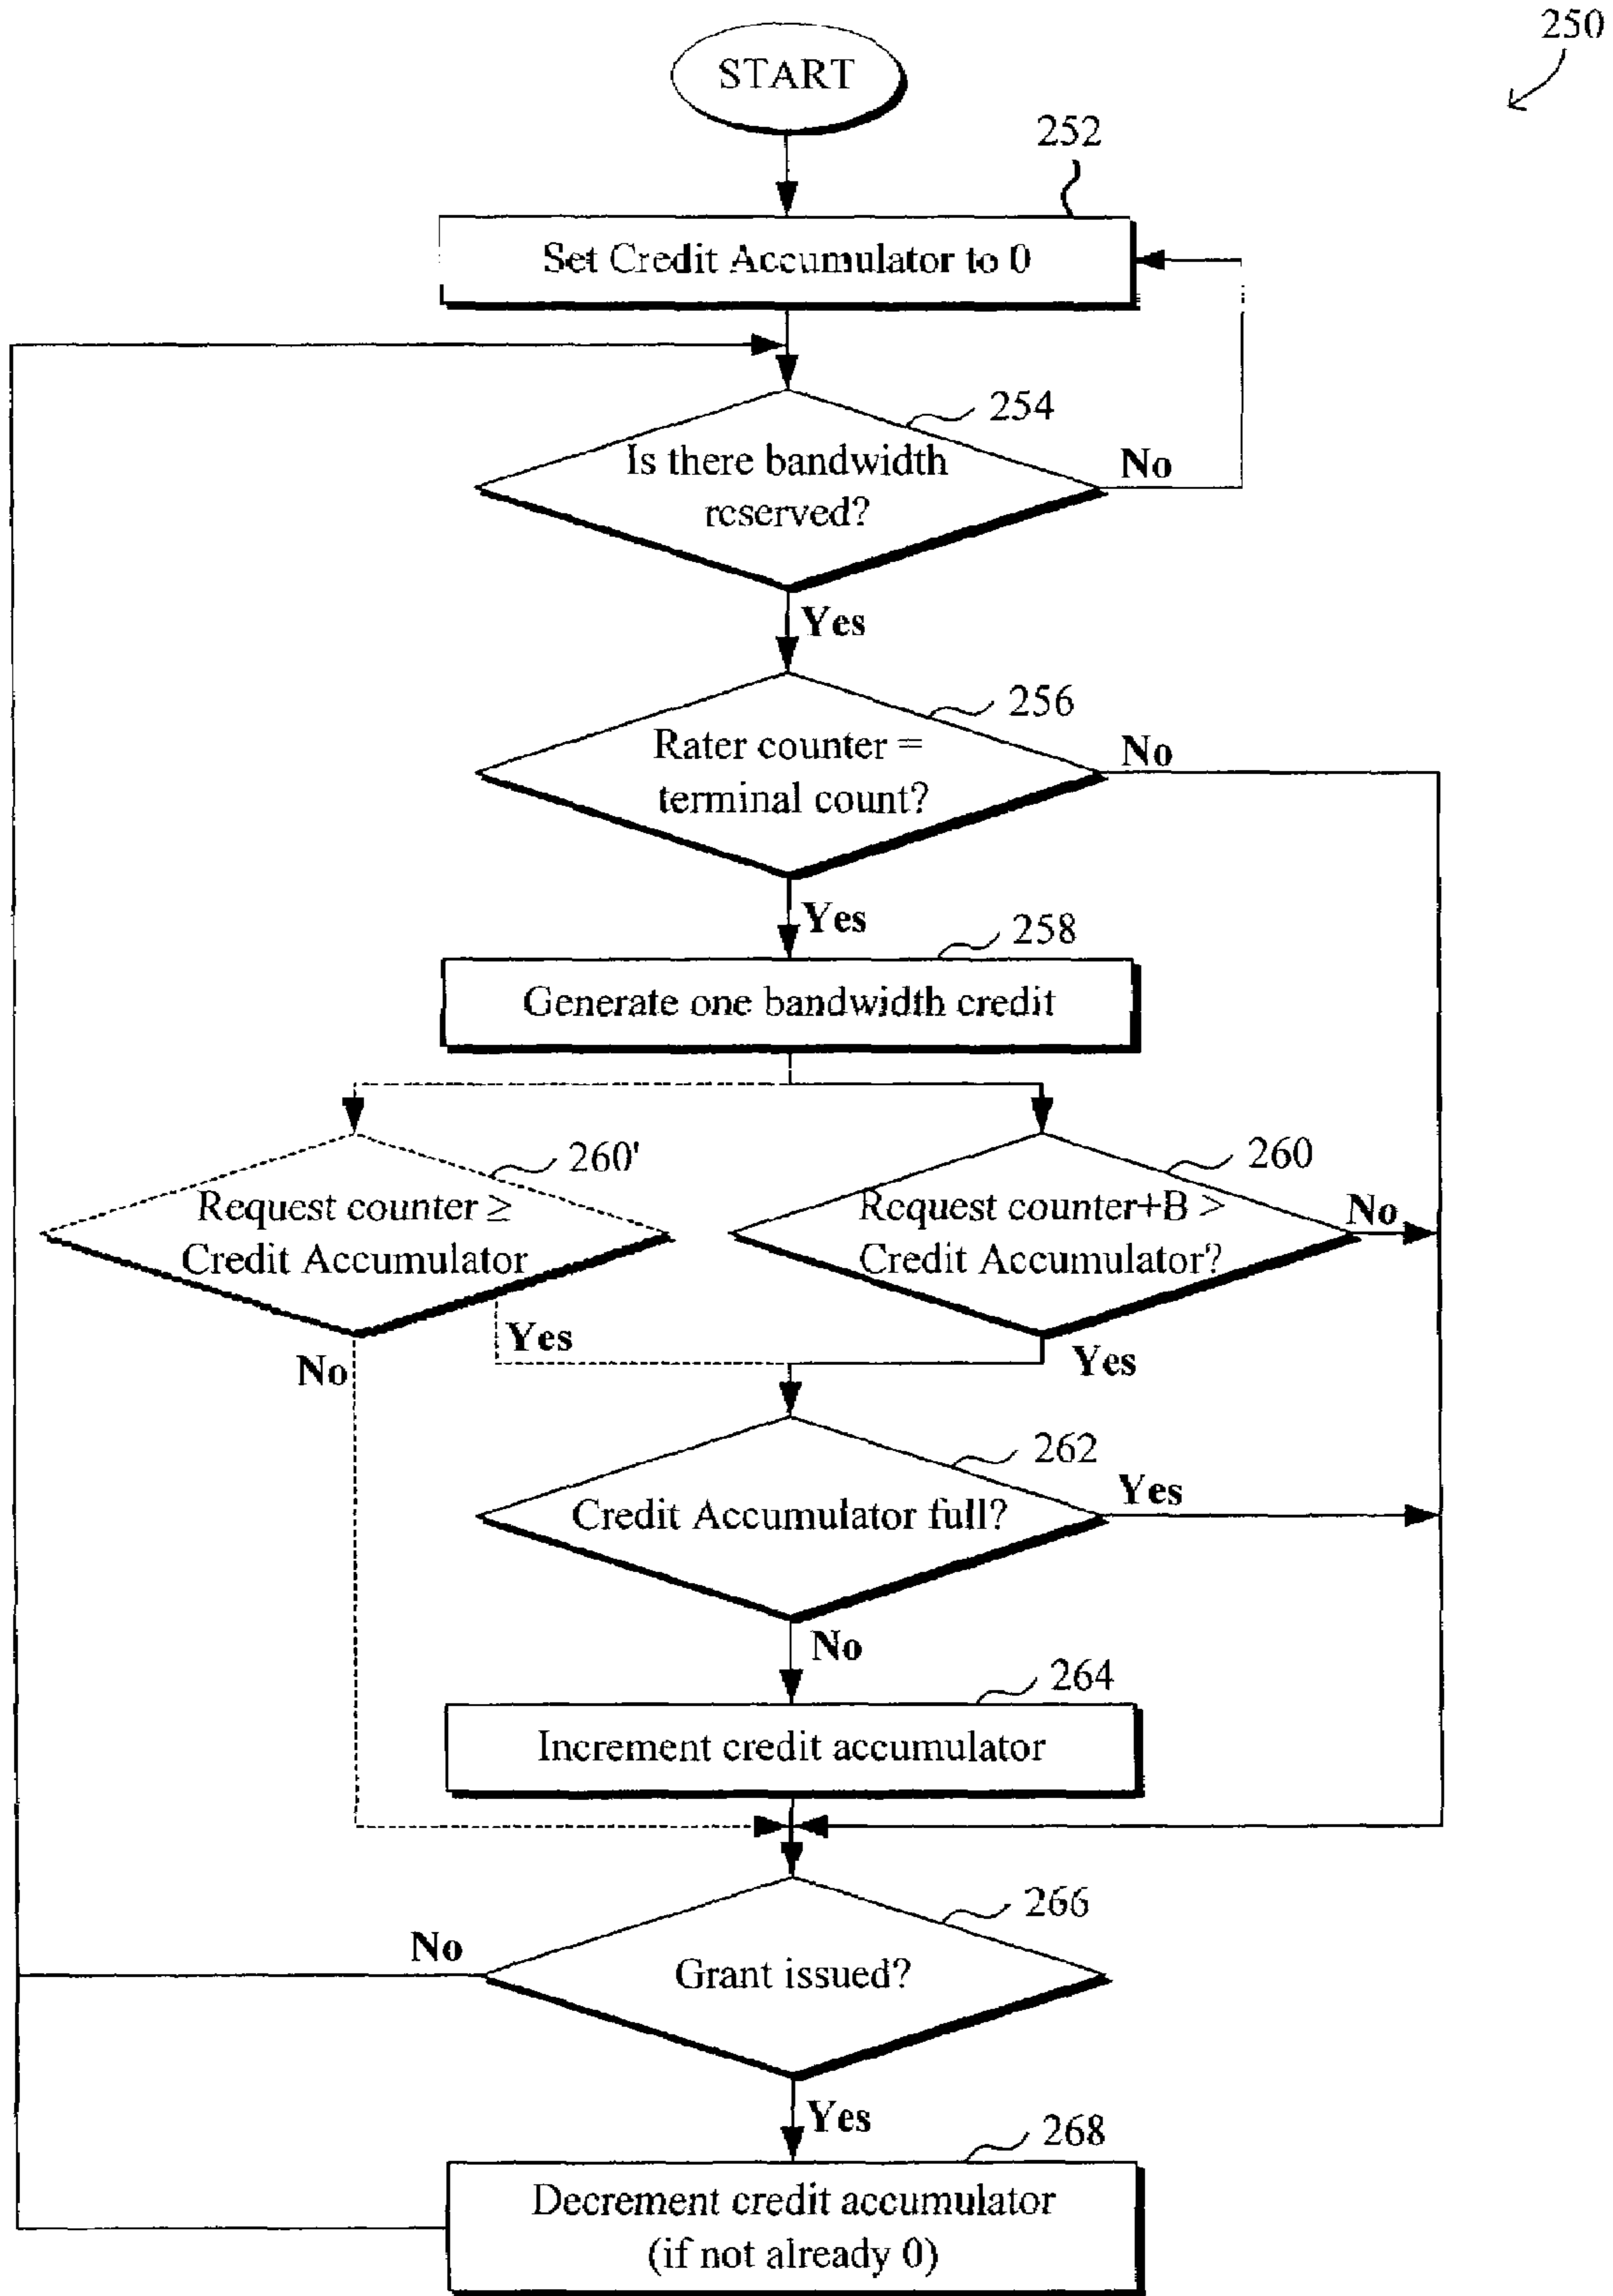 250
START
252
Set Credit Accumulator to 0
254
Is there bandwidth
reserved?
No
Yes
256
Rater counter =
terminal count?
No
Yes
258
Generate one bandwidth credit
260'
Request counter ≥
Credit Accumulator
Yes
No
260
Request counter+B >
Credit Accumulator?
No
Yes
262
Credit Accumulator full?
Yes
No
264
Increment credit accumulator
266
Grant issued?
No
Yes
268
Decrement credit accumulator
(if not already 0)